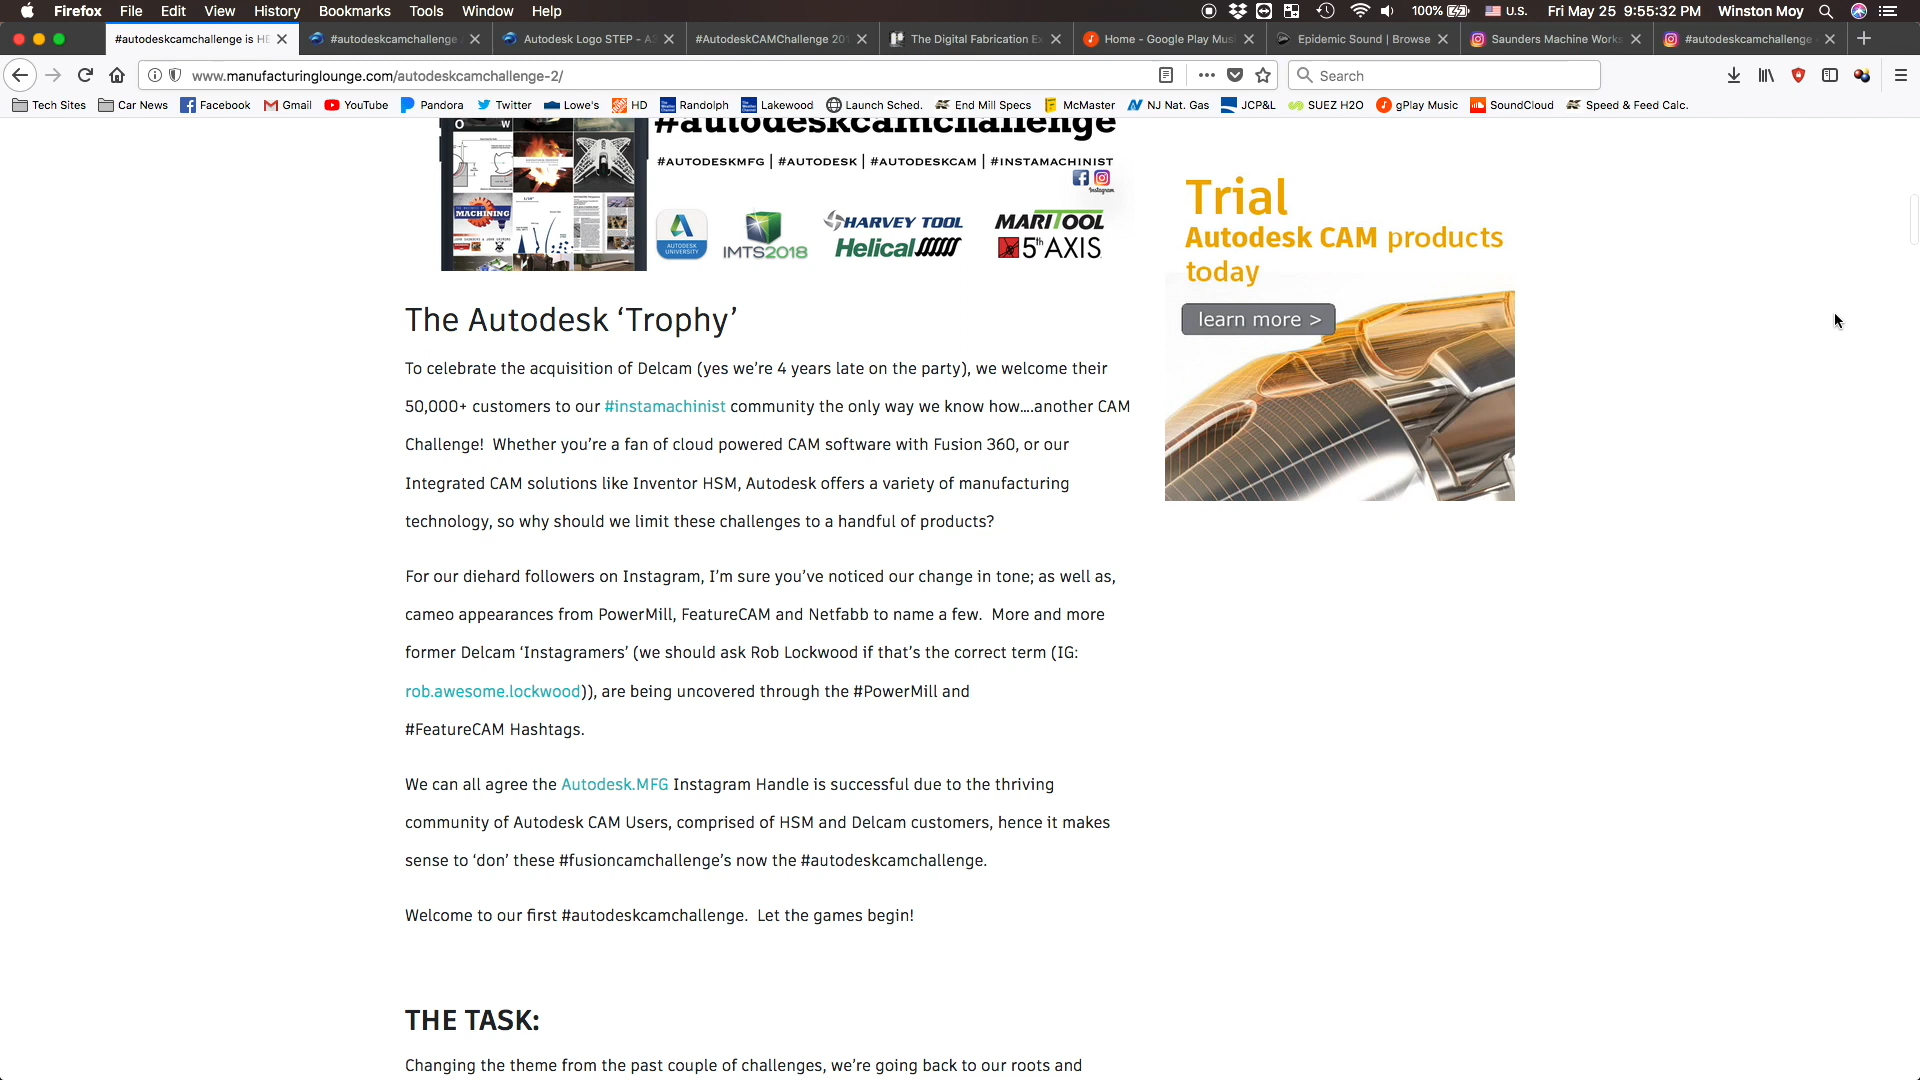 Firefox File Edit View History Bookmarks Tools Window Help 100% U.S. Fri May 25 9:55:32 PM Winston Moy
#autodeskcamchallenge is HE #autodeskcamchallenge Autodesk Logo STEP - A3 #AutodeskCAMChallenge 201 The Digital Fabrication Ex Home - Google Play Musi Epidemic Sound | Browse Saunders Machine Works #autodeskcamchallenge
www.manufacturinglounge.com/autodeskcamchallenge-2/ Search
Tech Sites Car News Facebook Gmail YouTube Pandora Twitter Lowe's HD Randolph Lakewood Launch Sched. End Mill Specs McMaster NJ Nat. Gas JCP&L SUEZ H2O gPlay Music SoundCloud Speed & Feed Calc.
O W
#autodeskcamchallenge
#AUTODESKMFG | #AUTODESK | #AUTODESKCAM | #INSTAMACHINIST
Instagram
MACHINING
AUTODESK UNIVERSITY
IMTS2018
HARVEY TOOL
Helical
MARITOOL
5th AXIS
Trial
Autodesk CAM products
today
learn more >
The Autodesk ‘Trophy’
To celebrate the acquisition of Delcam (yes we’re 4 years late on the party), we welcome their
50,000+ customers to our #instamachinist community the only way we know how….another CAM
Challenge! Whether you’re a fan of cloud powered CAM software with Fusion 360, or our
Integrated CAM solutions like Inventor HSM, Autodesk offers a variety of manufacturing
technology, so why should we limit these challenges to a handful of products?
For our diehard followers on Instagram, I’m sure you’ve noticed our change in tone; as well as,
cameo appearances from PowerMill, FeatureCAM and Netfabb to name a few. More and more
former Delcam ‘Instagramers’ (we should ask Rob Lockwood if that’s the correct term (IG:
rob.awesome.lockwood)), are being uncovered through the #PowerMill and
#FeatureCAM Hashtags.
We can all agree the Autodesk.MFG Instagram Handle is successful due to the thriving
community of Autodesk CAM Users, comprised of HSM and Delcam customers, hence it makes
sense to ‘don’ these #fusioncamchallenge’s now the #autodeskcamchallenge.
Welcome to our first #autodeskcamchallenge. Let the games begin!
THE TASK:
Changing the theme from the past couple of challenges, we’re going back to our roots and